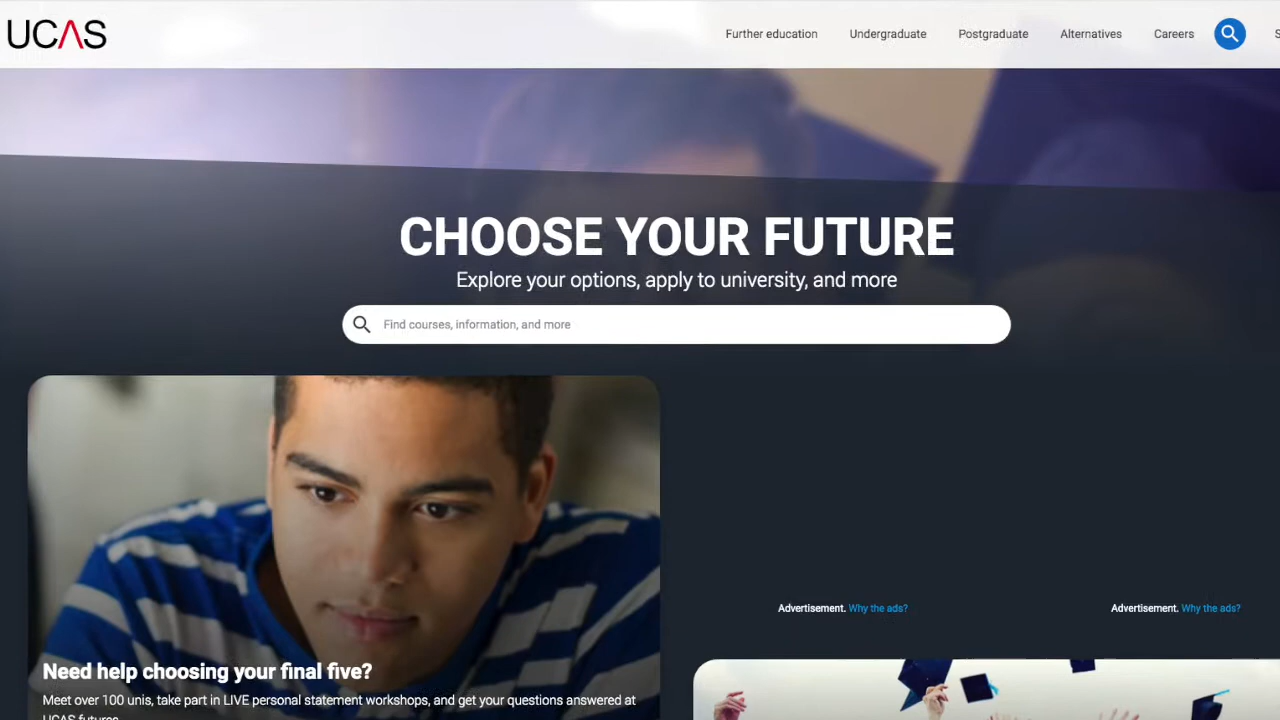 UCAS
Further education
Undergraduate
Postgraduate
Alternatives
Careers
CHOOSE YOUR FUTURE
Explore your options, apply to university, and more
Find courses, information, and more
Advertisement. Why the ads?
Advertisement. Why the ads?
Need help choosing your final five?
Meet over 100 unis, take part in LIVE personal statement workshops, and get your questions answered at
UCAS futures